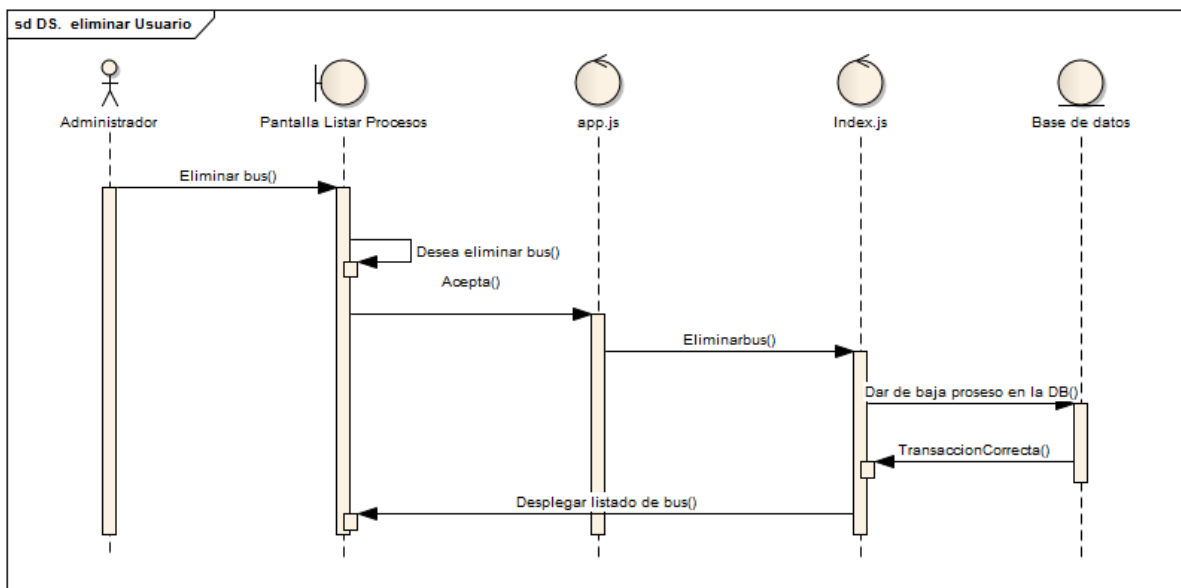 sd DS. eliminar Usuario
Administrador
Pantalla Listar Procesos
app.js
Index.js
Base de datos
Eliminar bus()
Desea eliminar bus()
Acepta()
Eliminarbus()
Dar de baja proseso en la DB()
TransaccionCorrecta()
Desplegar listado de bus()